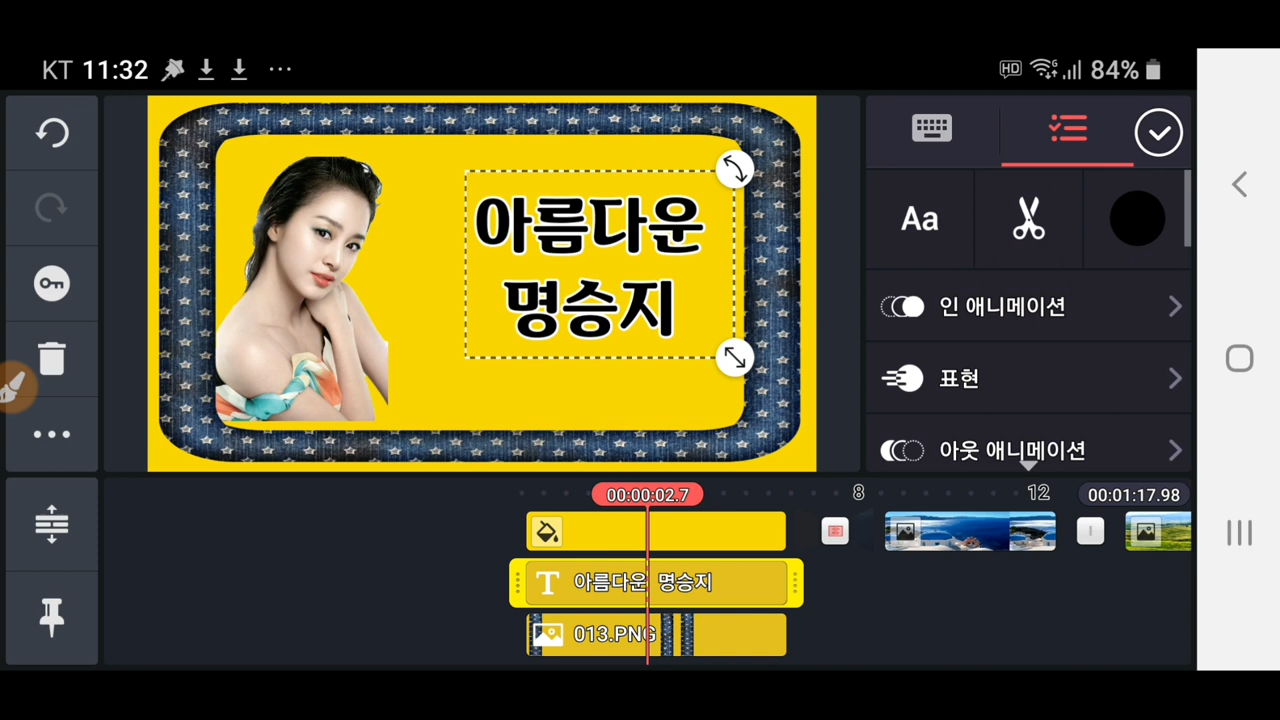 KT 11:32
HD 6 84%
아름다운
명승지
Aa
인 애니메이션
표현
아웃 애니메이션
00:00:02.7
8
12
00:01:17.98
T 아름다운 명승지
013.PNG